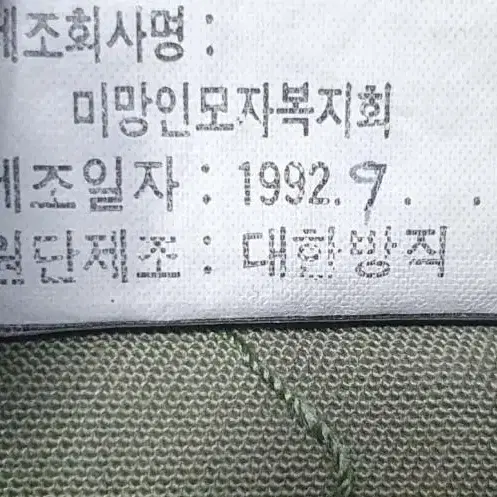 제조회사명 :
미망인모자복지회
제조일자 : 1992. 9 . .
원단제조 : 대한방직